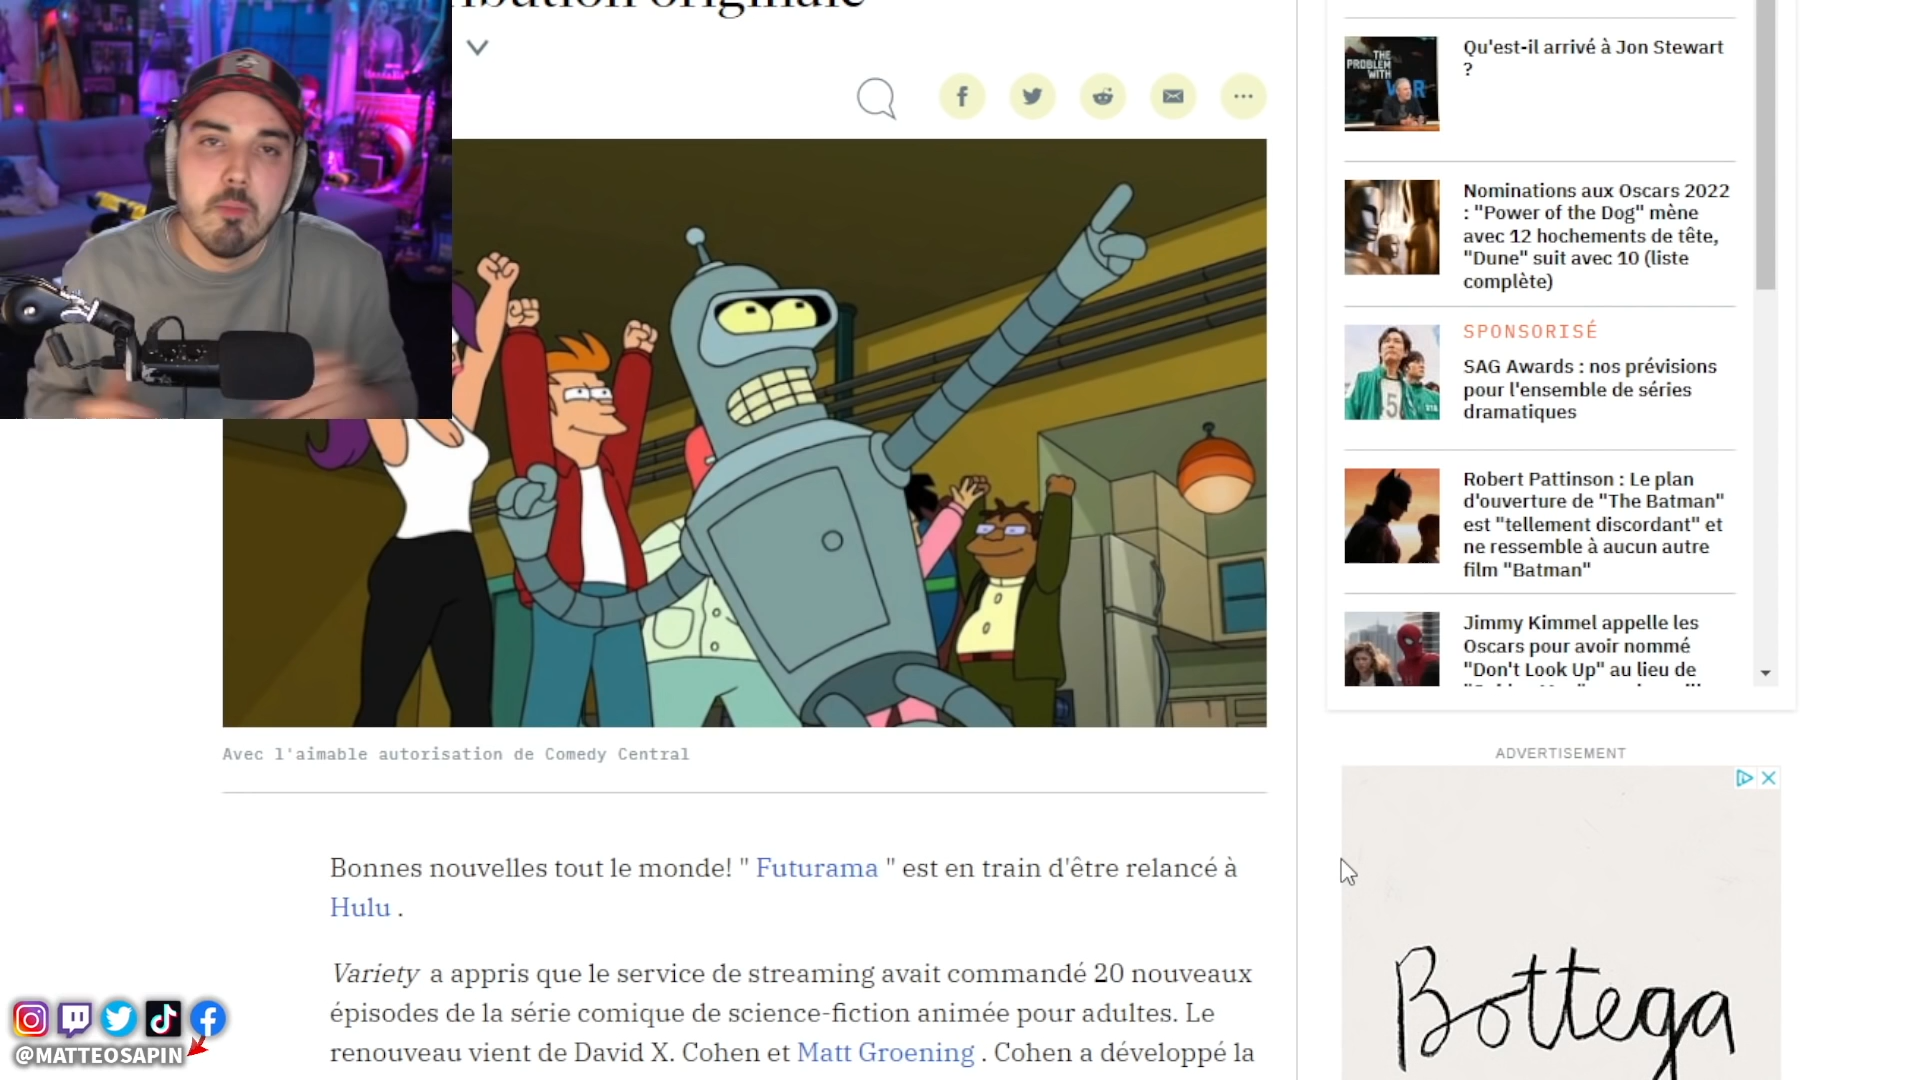 ribution originale
Avec l'aimable autorisation de Comedy Central
Bonnes nouvelles tout le monde! " Futurama " est en train d'être relancé à
Hulu .
Variety a appris que le service de streaming avait commandé 20 nouveaux
épisodes de la série comique de science-fiction animée pour adultes. Le
renouveau vient de David X. Cohen et Matt Groening . Cohen a développé la
@MATTEOSAPIN
THE
PROBLEM
WITH
Qu'est-il arrivé à Jon Stewart
?
Nominations aux Oscars 2022
: "Power of the Dog" mène
avec 12 hochements de tête,
"Dune" suit avec 10 (liste
complète)
SPONSORISÉ
SAG Awards : nos prévisions
pour l'ensemble de séries
dramatiques
Robert Pattinson : Le plan
d'ouverture de "The Batman"
est "tellement discordant" et
ne ressemble à aucun autre
film "Batman"
Jimmy Kimmel appelle les
Oscars pour avoir nommé
"Don't Look Up" au lieu de
ADVERTISEMENT
Bottega